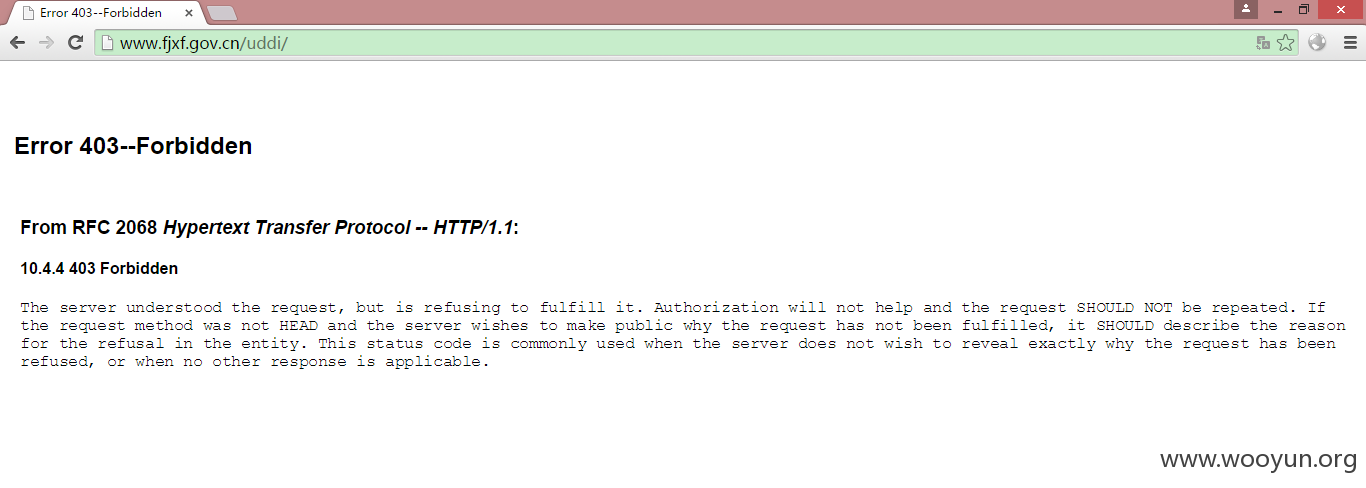 Error 403--Forbidden
www.fjxf.gov.cn/uddi/
Error 403--Forbidden
From RFC 2068 Hypertext Transfer Protocol -- HTTP/1.1:
10.4.4 403 Forbidden
The server understood the request, but is refusing to fulfill it. Authorization will not help and the request SHOULD NOT be repeated. If
the request method was not HEAD and the server wishes to make public why the request has not been fulfilled, it SHOULD describe the reason
for the refusal in the entity. This status code is commonly used when the server does not wish to reveal exactly why the request has been
refused, or when no other response is applicable.
www.wooyun.org